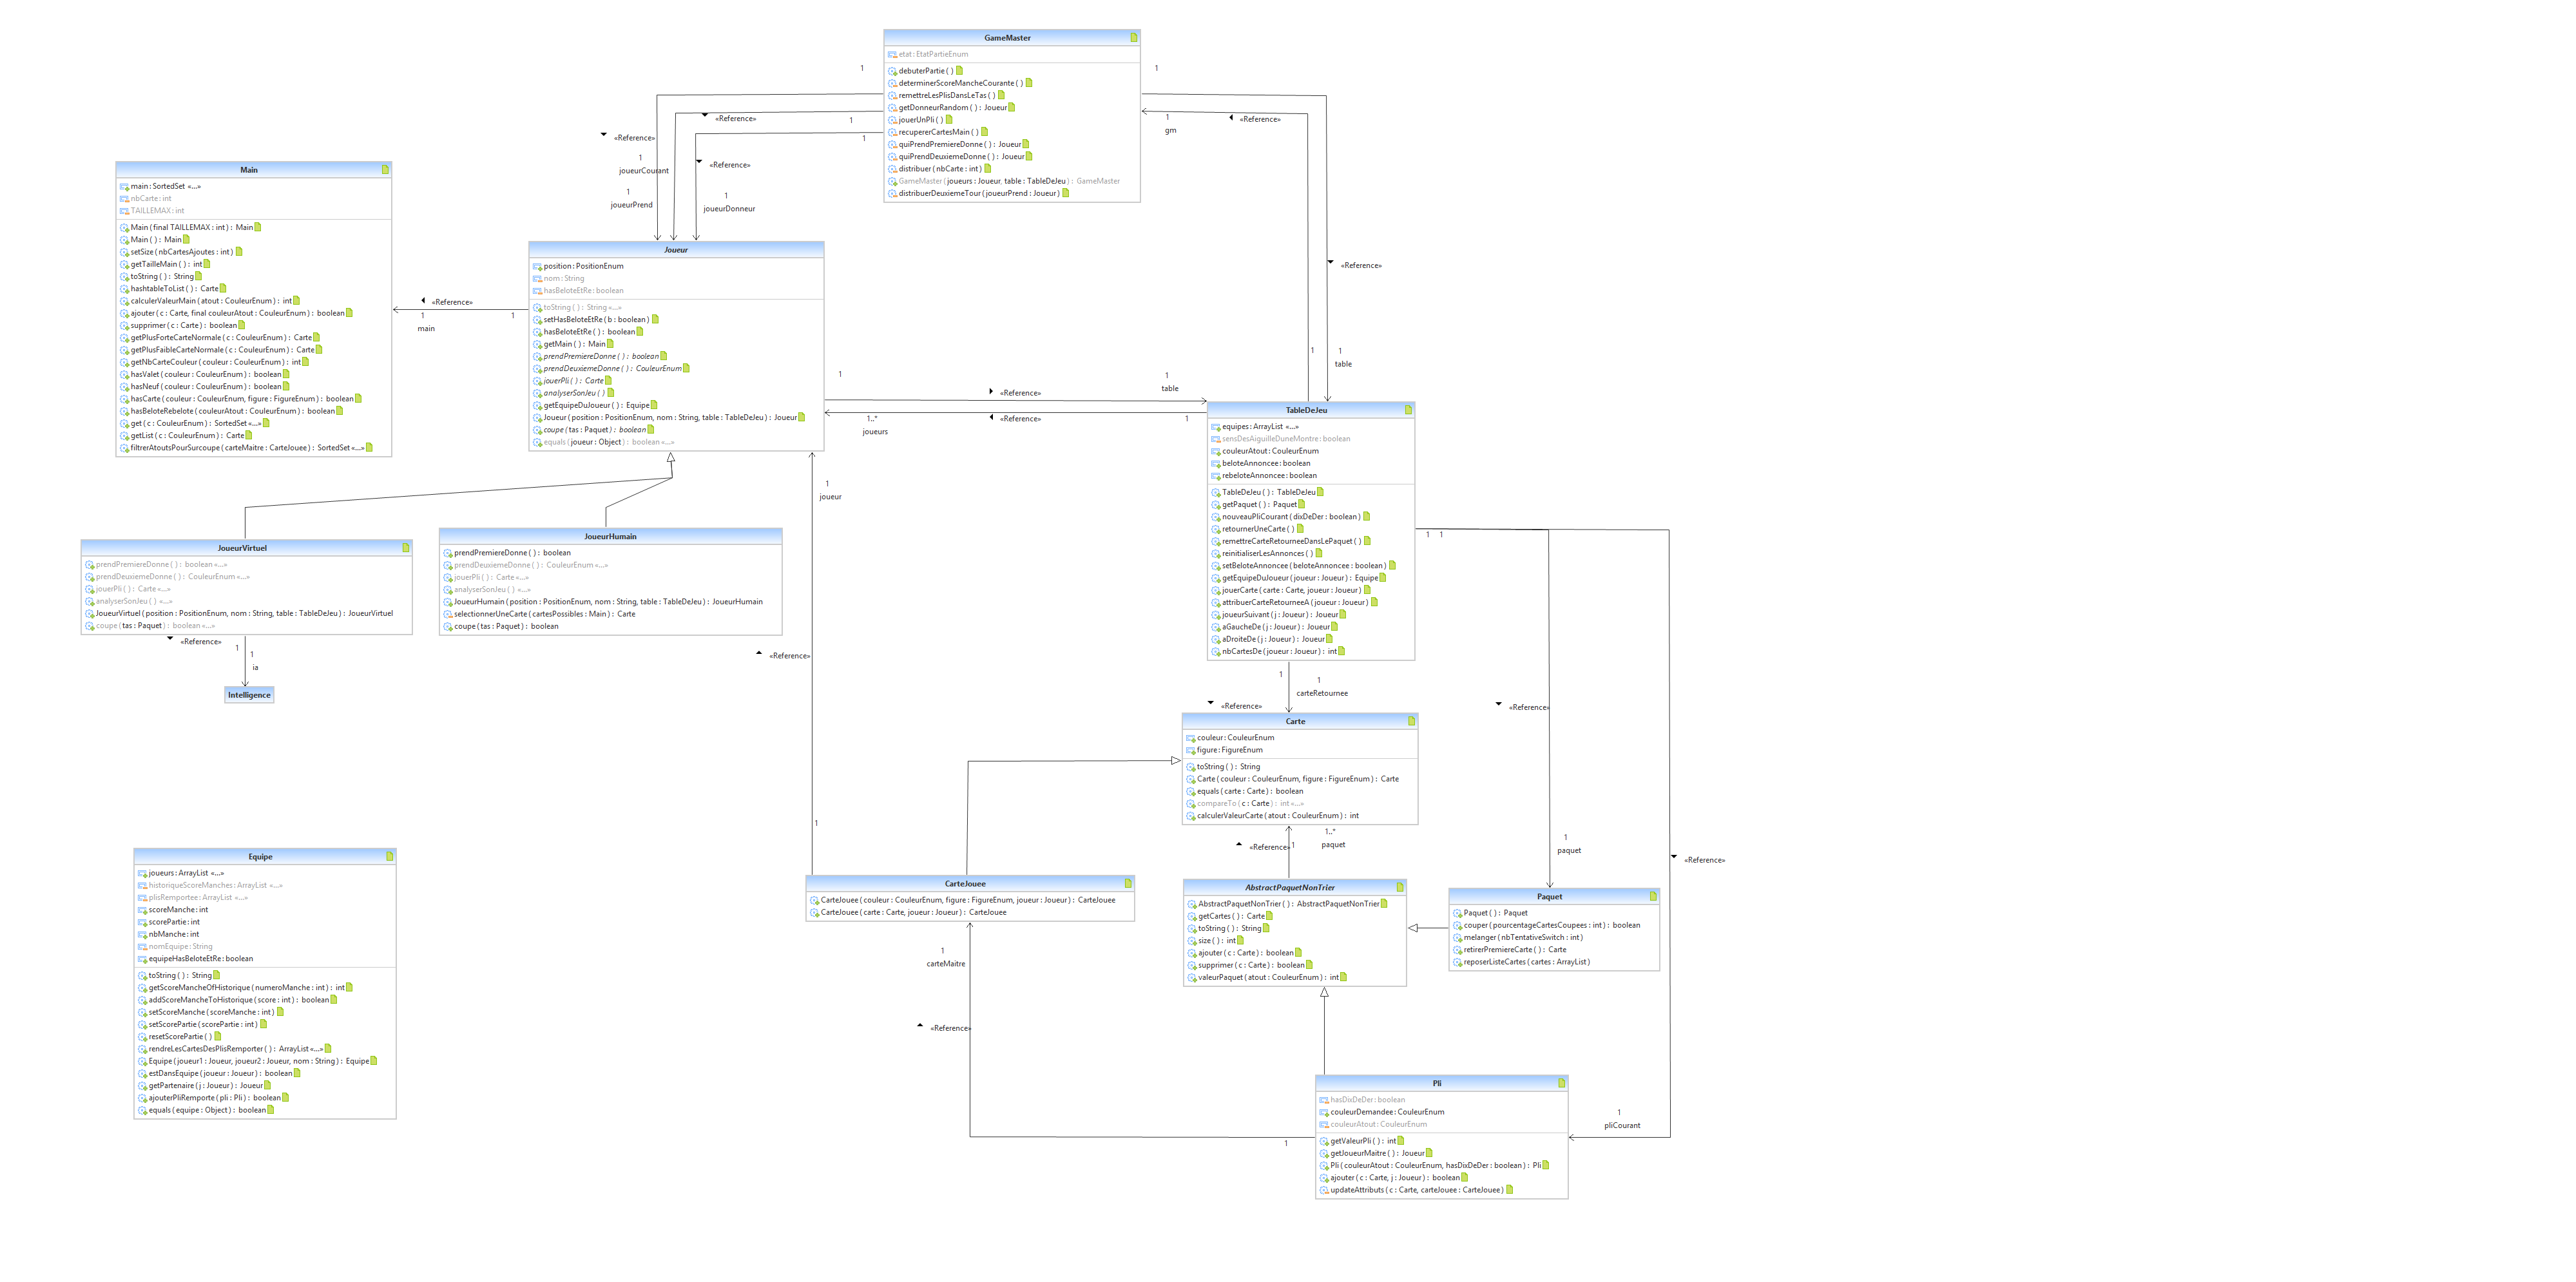 GameMaster
etat : EtatPartieEnum
debuterPartie ( )
determinerScoreMancheCourante ( )
remettreLesPlisDansLeTas ( )
getDonneurRandom ( ) : Joueur
jouerUnPli ( )
recupererCartesMain ( )
quiPrendPremiereDonne ( ) : Joueur
quiPrendDeuxiemeDonne ( ) : Joueur
distribuer ( nbCarte : int )
GameMaster ( joueurs : Joueur, table : TableDeJeu ) : GameMaster
distribuerDeuxiemeTour ( joueurPrend : Joueur )
1
1
1
1
«Reference»
«Reference»
«Reference»
1
joueurCourant
1
joueurPrend
1
joueurDonneur
1
gm
«Reference»
«Reference»
1
1
table
Main
main : SortedSet «...»
nbCarte : int
TAILLEMAX : int
Main ( final TAILLEMAX : int ) : Main
Main ( ) : Main
setSize ( nbCartesAjoutes : int )
getTailleMain ( ) : int
toString ( ) : String
hashtableToList ( ) : Carte
calculerValeurMain ( atout : CouleurEnum ) : int
ajouter ( c : Carte, final couleurAtout : CouleurEnum ) : boolean
supprimer ( c : Carte ) : boolean
getPlusForteCarteNormale ( c : CouleurEnum ) : Carte
getPlusFaibleCarteNormale ( c : CouleurEnum ) : Carte
getNbCarteCouleur ( couleur : CouleurEnum ) : int
hasValet ( couleur : CouleurEnum ) : boolean
hasNeuf ( couleur : CouleurEnum ) : boolean
hasCarte ( couleur : CouleurEnum, figure : FigureEnum ) : boolean
hasBeloteRebelote ( couleurAtout : CouleurEnum ) : boolean
get ( c : CouleurEnum ) : SortedSet «...»
getList ( c : CouleurEnum ) : Carte
filtrerAtoutsPourSurcoupe ( carteMaitre : CarteJouee ) : SortedSet «...»
«Reference»
1
main
1
Joueur
position : PositionEnum
nom : String
hasBeloteEtRe : boolean
toString ( ) : String «...»
setHasBeloteEtRe ( b : boolean )
hasBeloteEtRe ( ) : boolean
getMain ( ) : Main
prendPremiereDonne ( ) : boolean
prendDeuxiemeDonne ( ) : CouleurEnum
jouerPli ( ) : Carte
analyserSonJeu ( )
getEquipeDuJoueur ( ) : Equipe
Joueur ( position : PositionEnum, nom : String, table : TableDeJeu ) : Joueur
coupe ( tas : Paquet ) : boolean
equals ( joueur : Object ) : boolean «...»
1
«Reference»
1
table
1..*
joueurs
«Reference»
1
1
joueur
TableDeJeu
equipes : ArrayList «...»
sensDesAiguilleDuneMontre : boolean
couleurAtout : CouleurEnum
beloteAnnoncee : boolean
rebeloteAnnoncee : boolean
TableDeJeu ( ) : TableDeJeu
getPaquet ( ) : Paquet
nouveauPliCourant ( dixDeDer : boolean )
retournerUneCarte ( )
remettreCarteRetourneeDansLePaquet ( )
reinitialiserLesAnnonces ( )
setBeloteAnnoncee ( beloteAnnoncee : boolean )
getEquipeDuJoueur ( joueur : Joueur ) : Equipe
jouerCarte ( carte : Carte, joueur : Joueur )
attribuerCarteRetourneeA ( joueur : Joueur )
joueurSuivant ( j : Joueur ) : Joueur
aGaucheDe ( j : Joueur ) : Joueur
aDroiteDe ( j : Joueur ) : Joueur
nbCartesDe ( joueur : Joueur ) : int
1
1
JoueurVirtuel
prendPremiereDonne ( ) : boolean «...»
prendDeuxiemeDonne ( ) : CouleurEnum «...»
jouerPli ( ) : Carte «...»
analyserSonJeu ( ) «...»
JoueurVirtuel ( position : PositionEnum, nom : String, table : TableDeJeu ) : JoueurVirtuel
coupe ( tas : Paquet ) : boolean «...»
«Reference»
1
1
ia
Intelligence
JoueurHumain
prendPremiereDonne ( ) : boolean
prendDeuxiemeDonne ( ) : CouleurEnum «...»
jouerPli ( ) : Carte «...»
analyserSonJeu ( ) «...»
JoueurHumain ( position : PositionEnum, nom : String, table : TableDeJeu ) : JoueurHumain
selectionnerUneCarte ( cartesPossibles : Main ) : Carte
coupe ( tas : Paquet ) : boolean
«Reference»
1
1
1
carteRetournee
«Reference»
«Reference»
Carte
couleur : CouleurEnum
figure : FigureEnum
toString ( ) : String
Carte ( couleur : CouleurEnum, figure : FigureEnum ) : Carte
equals ( carte : Carte ) : boolean
compareTo ( c : Carte ) : int «...»
calculerValeurCarte ( atout : CouleurEnum ) : int
1..*
paquet
«Reference»
1
1
paquet
«Reference»
Equipe
joueurs : ArrayList «...»
historiqueScoreManches : ArrayList «...»
plisRemportee : ArrayList «...»
scoreManche : int
scorePartie : int
nbManche : int
nomEquipe : String
equipeHasBeloteEtRe : boolean
toString ( ) : String
getScoreMancheOfHistorique ( numeroManche : int ) : int
addScoreMancheToHistorique ( score : int ) : boolean
setScoreManche ( scoreManche : int )
setScorePartie ( scorePartie : int )
resetScorePartie ( )
rendreLesCartesDesPlisRemporter ( ) : ArrayList «...»
Equipe ( joueur1 : Joueur, joueur2 : Joueur, nom : String ) : Equipe
estDansEquipe ( joueur : Joueur ) : boolean
getPartenaire ( j : Joueur ) : Joueur
ajouterPliRemporte ( pli : Pli ) : boolean
equals ( equipe : Object ) : boolean
CarteJouee
CarteJouee ( couleur : CouleurEnum, figure : FigureEnum, joueur : Joueur ) : CarteJouee
CarteJouee ( carte : Carte, joueur : Joueur ) : CarteJouee
1
carteMaitre
«Reference»
AbstractPaquetNonTrier
AbstractPaquetNonTrier ( ) : AbstractPaquetNonTrier
getCartes ( ) : Carte
toString ( ) : String
size ( ) : int
ajouter ( c : Carte ) : boolean
supprimer ( c : Carte ) : boolean
valeurPaquet ( atout : CouleurEnum ) : int
Paquet
Paquet ( ) : Paquet
couper ( pourcentageCartesCoupees : int ) : boolean
melanger ( nbTentativeSwitch : int )
retirerPremiereCarte ( ) : Carte
reposerListeCartes ( cartes : ArrayList )
Pli
hasDixDeDer : boolean
couleurDemandee : CouleurEnum
couleurAtout : CouleurEnum
getValeurPli ( ) : int
getJoueurMaitre ( ) : Joueur
Pli ( couleurAtout : CouleurEnum, hasDixDeDer : boolean ) : Pli
ajouter ( c : Carte, j : Joueur ) : boolean
updateAttributs ( c : Carte, carteJouee : CarteJouee )
1
1
pliCourant